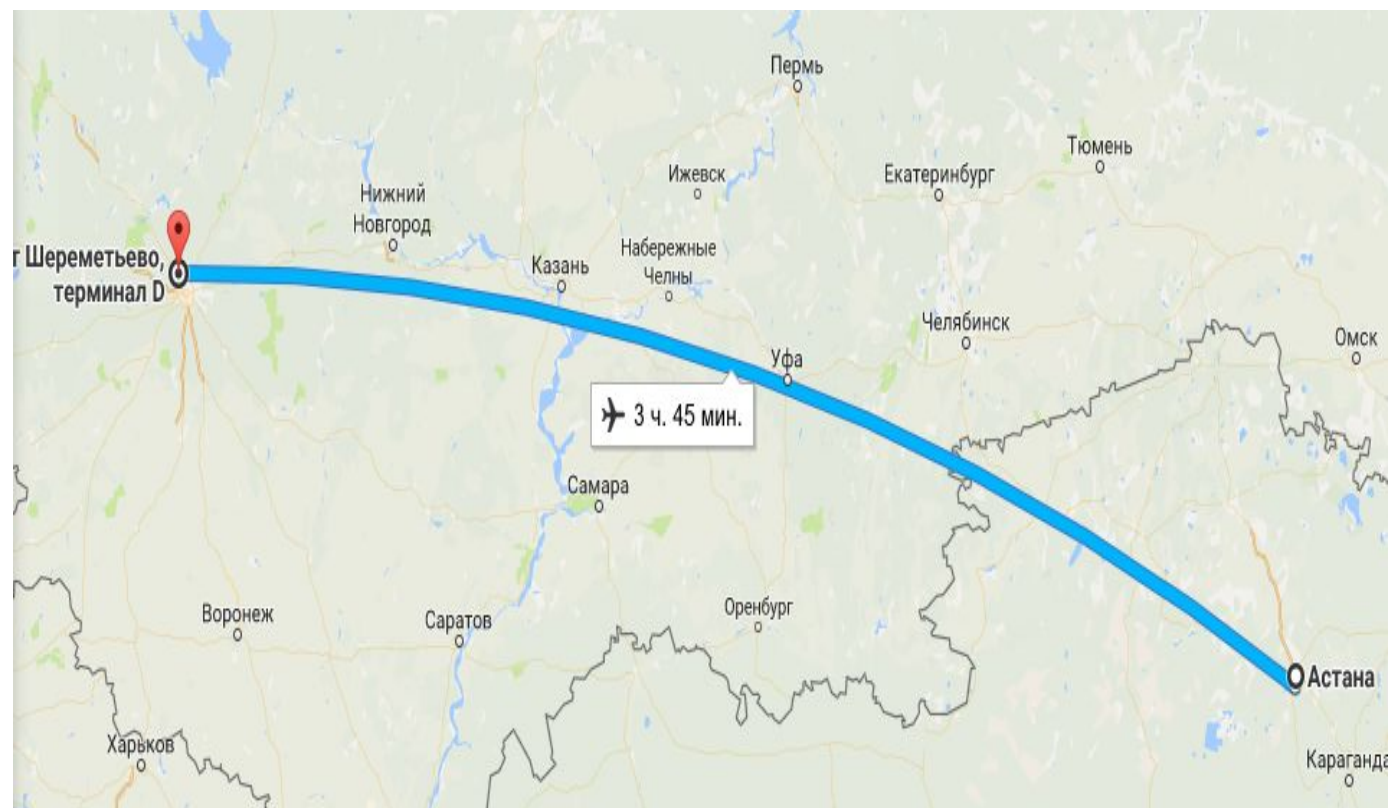 Пермь
Тюмень
Ижевск
Екатеринбург
Нижний
Новгород
т Шереметьево,
терминал D
Казань
Набережные
Челны
Челябинск
Омск
Уфа
3 ч. 45 мин.
Самара
Воронеж
Саратов
Оренбург
Астана
Харьков
Караганда